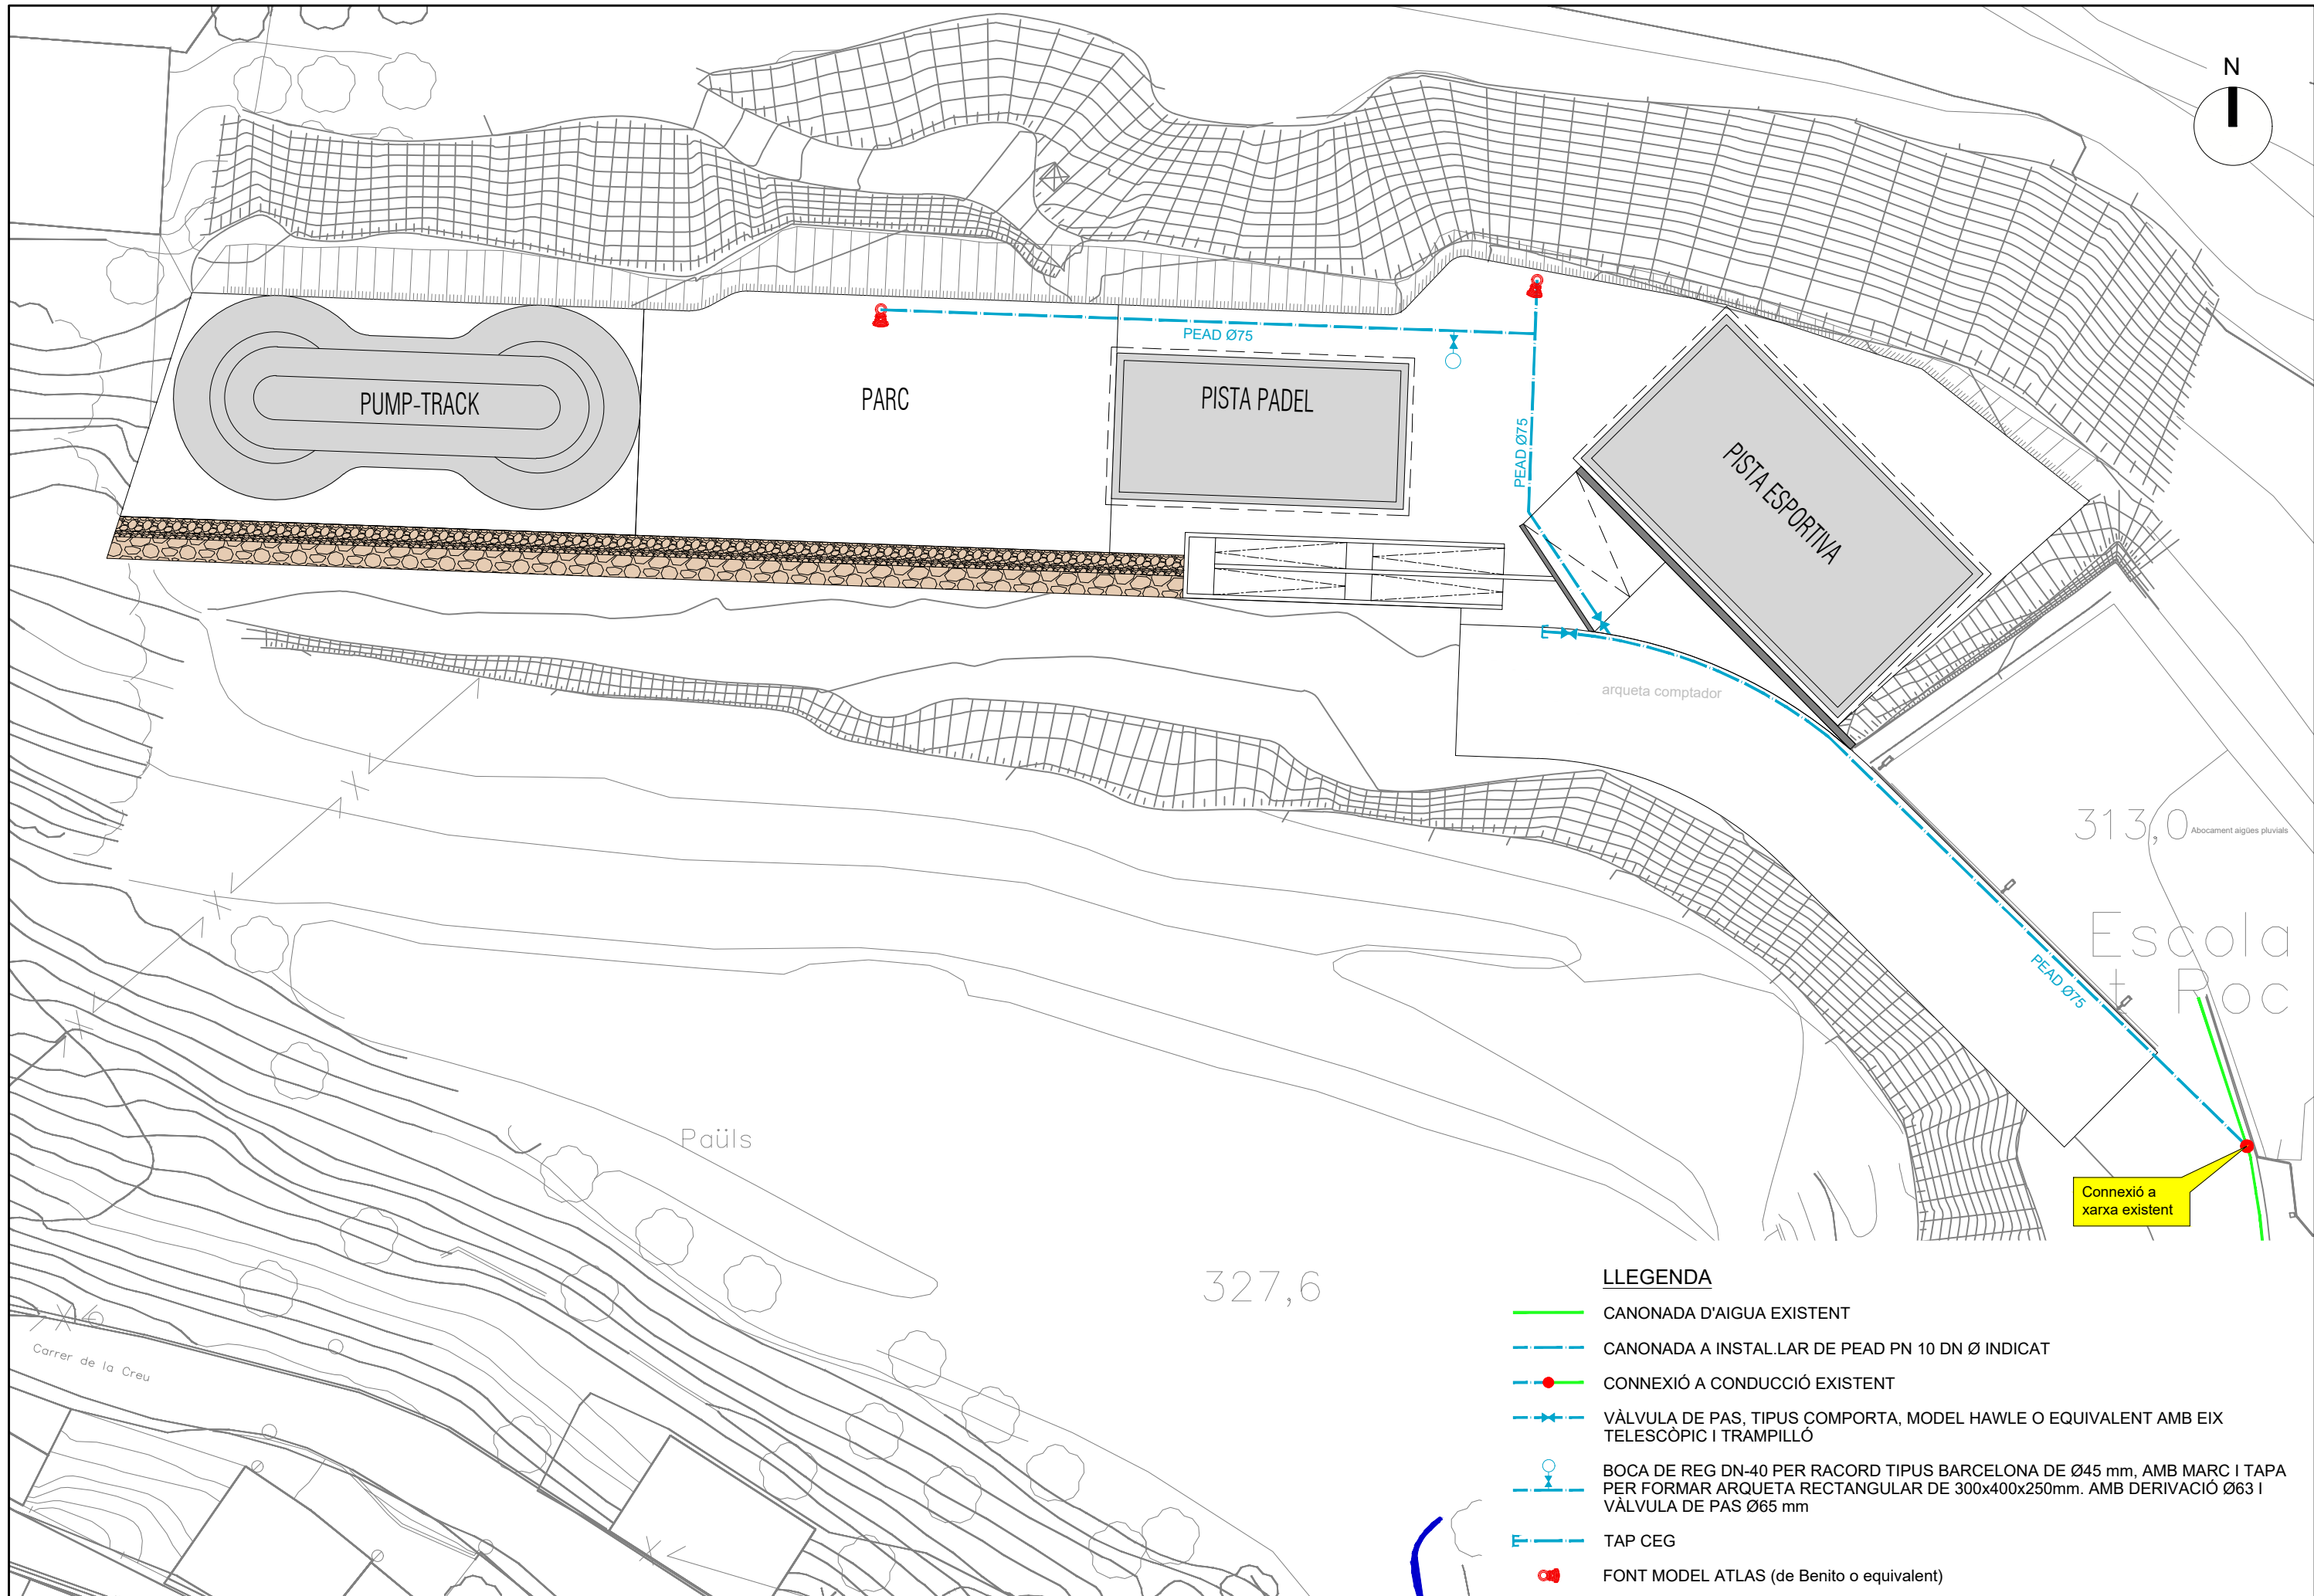 N
PEAD Ø75
PUMP-TRACK
PARC
PISTA PADEL
PEAD Ø75
PISTA ESPORTIVA
arqueta comptador
313,0
Abocament aigües pluvials
Escola
t Roc
PEAD Ø75
Paüls
Connexió a
xarxa existent
327,6
Carrer de la Creu
LLEGENDA
CANONADA D'AIGUA EXISTENT
CANONADA A INSTAL.LAR DE PEAD PN 10 DN Ø INDICAT
CONNEXIÓ A CONDUCCIÓ EXISTENT
VÀLVULA DE PAS, TIPUS COMPORTA, MODEL HAWLE O EQUIVALENT AMB EIX
TELESCÒPIC I TRAMPILLÓ
BOCA DE REG DN-40 PER RACORD TIPUS BARCELONA DE Ø45 mm, AMB MARC I TAPA
PER FORMAR ARQUETA RECTANGULAR DE 300x400x250mm. AMB DERIVACIÓ Ø63 I
VÀLVULA DE PAS Ø65 mm
TAP CEG
FONT MODEL ATLAS (de Benito o equivalent)